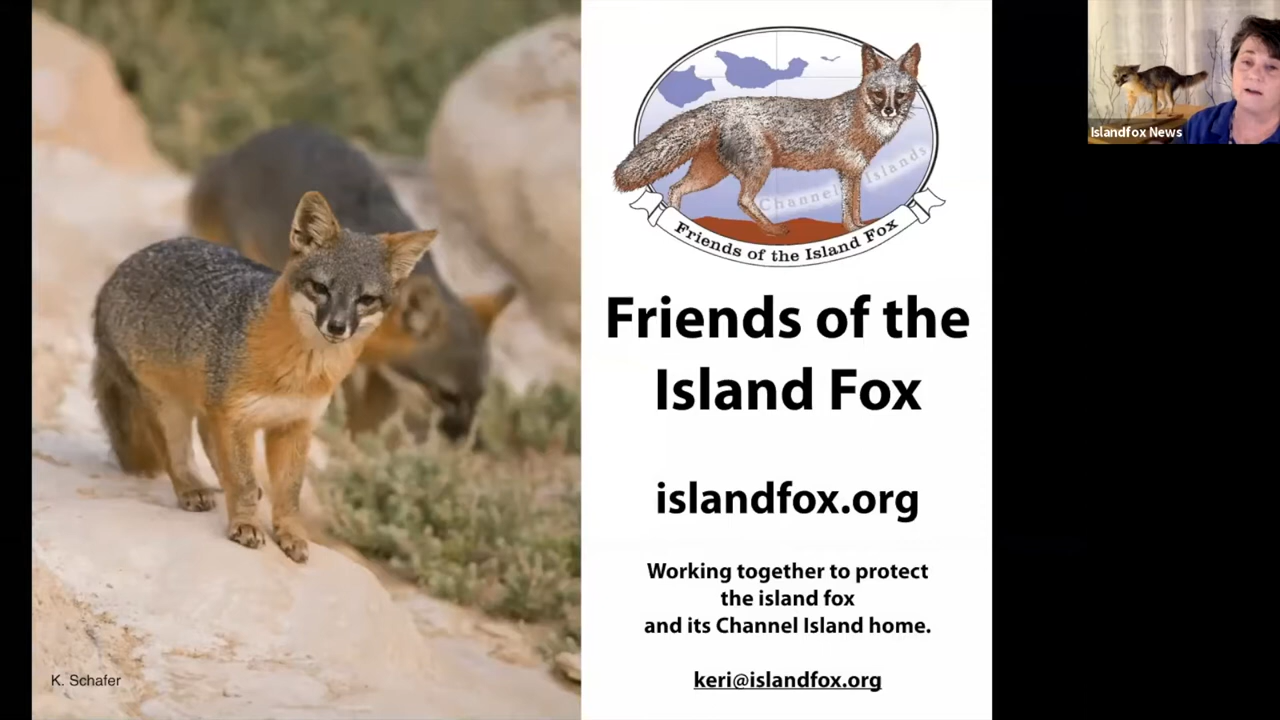 Islandfox News
Channel Islands
Friends of the Island Fox
Friends of the
Island Fox
islandfox.org
Working together to protect
the island fox
and its Channel Island home.
keri@islandfox.org
K. Schafer